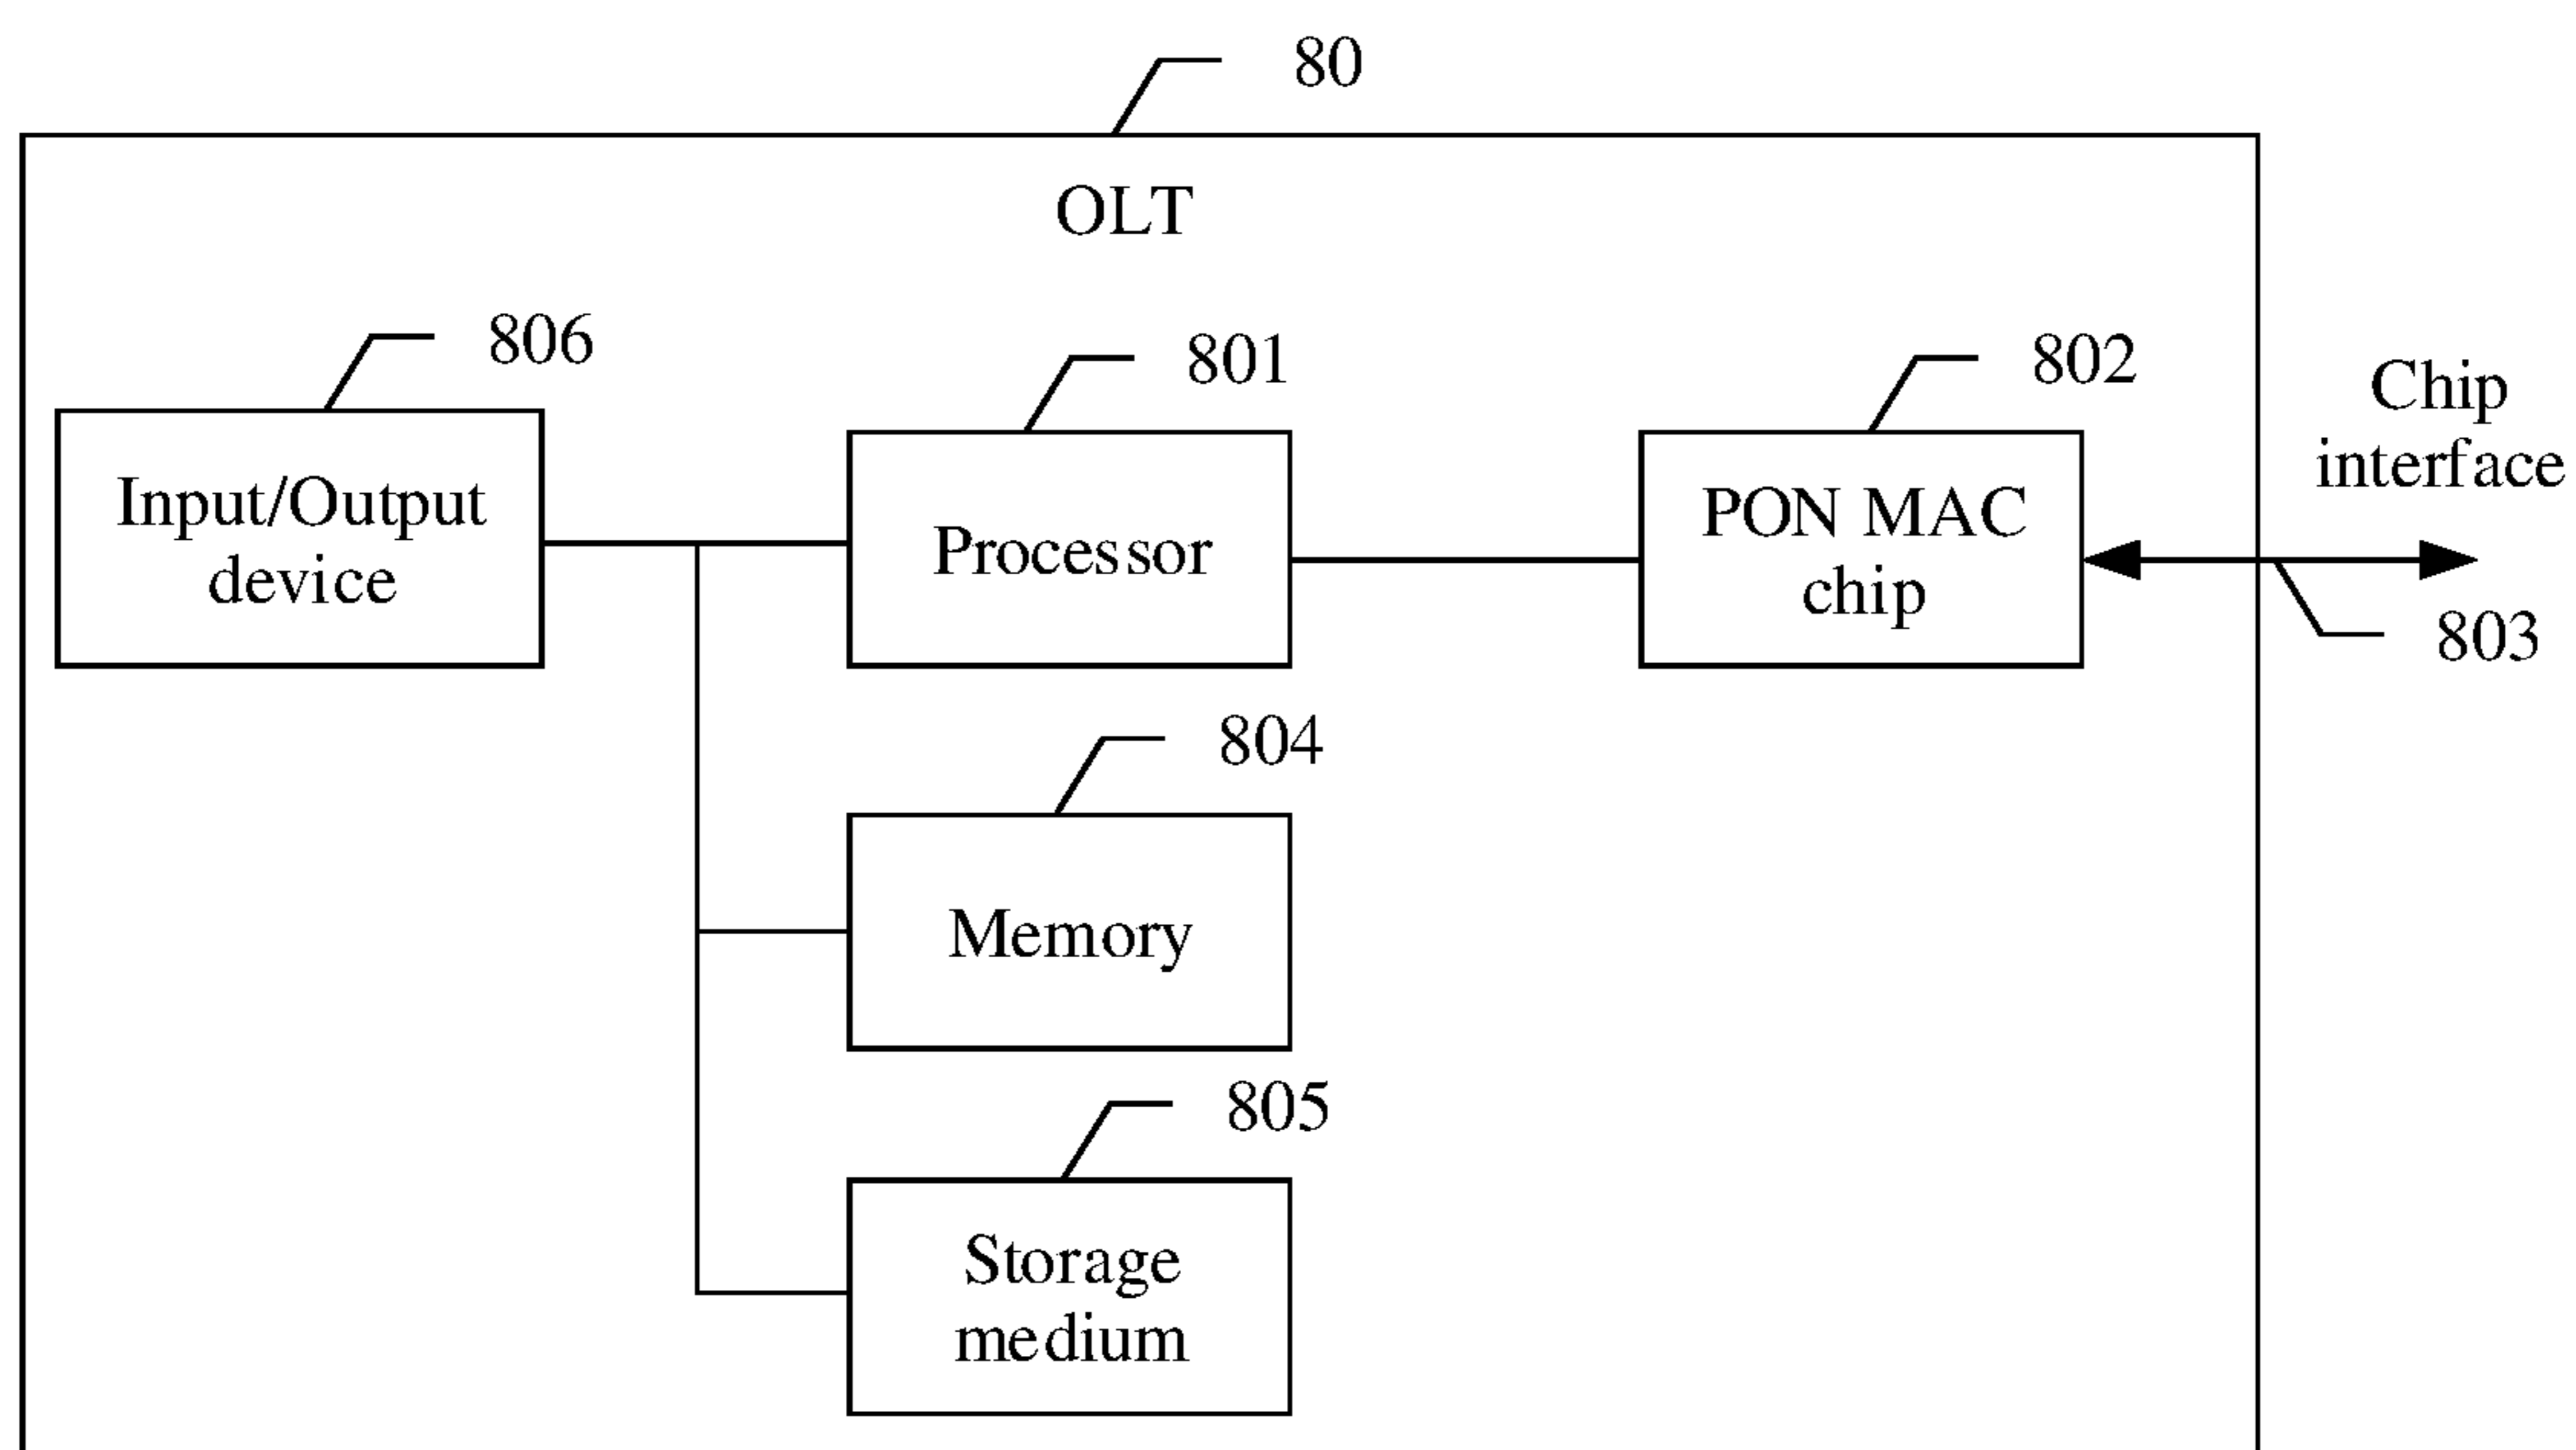 80
OLT
806
801
802
Chip
interface
Input/Output
device
Processor
PON MAC
chip
803
804
Memory
805
Storage
medium